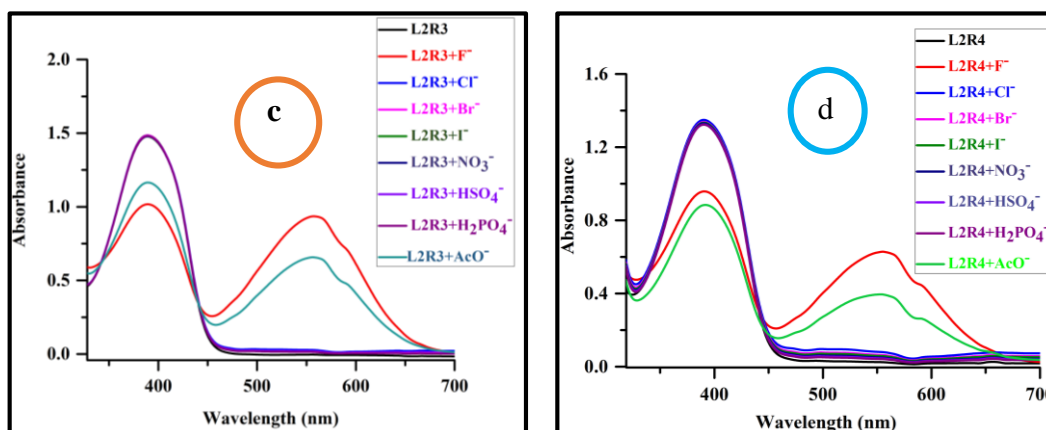 L2R3
L2R3+F⁻
L2R3+Cl⁻
L2R3+Br⁻
L2R3+I⁻
L2R3+NO₃⁻
L2R3+HSO₄⁻
L2R3+H₂PO₄⁻
L2R3+AcO⁻
c
2.0
1.5
1.0
0.5
0.0
Absorbance
400
500
600
700
Wavelength (nm)
L2R4
L2R4+F⁻
L2R4+Cl⁻
L2R4+Br⁻
L2R4+I⁻
L2R4+NO₃⁻
L2R4+HSO₄⁻
L2R4+H₂PO₄⁻
L2R4+AcO⁻
d
1.6
1.2
0.8
0.4
0.0
Absorbance
400
500
600
700
Wavelength (nm)